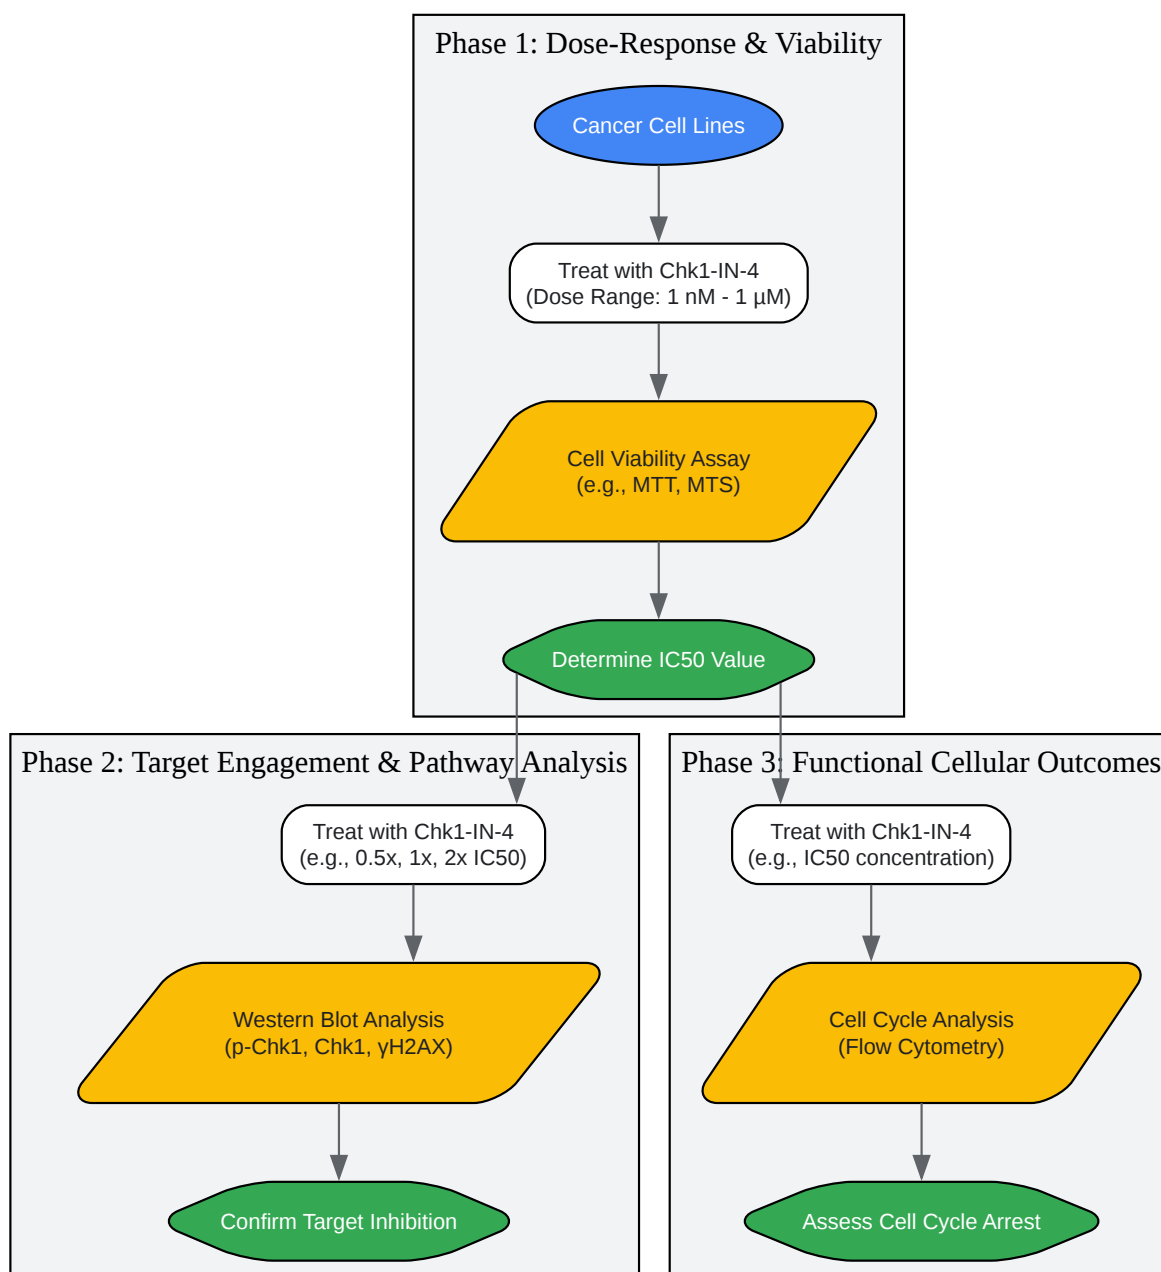 Phase 1: Dose-Response & Viability
Cancer Cell Lines
Treat with Chk1-IN-4
(Dose Range: 1 nM - 1 µM)
Cell Viability Assay
(e.g., MTT, MTS)
Determine IC50 Value
Phase 2: Target Engagement & Pathway Analysis
Treat with Chk1-IN-4
(e.g., 0.5x, 1x, 2x IC50)
Western Blot Analysis
(p-Chk1, Chk1, γH2AX)
Confirm Target Inhibition
Phase 3: Functional Cellular Outcomes
Treat with Chk1-IN-4
(e.g., IC50 concentration)
Cell Cycle Analysis
(Flow Cytometry)
Assess Cell Cycle Arrest